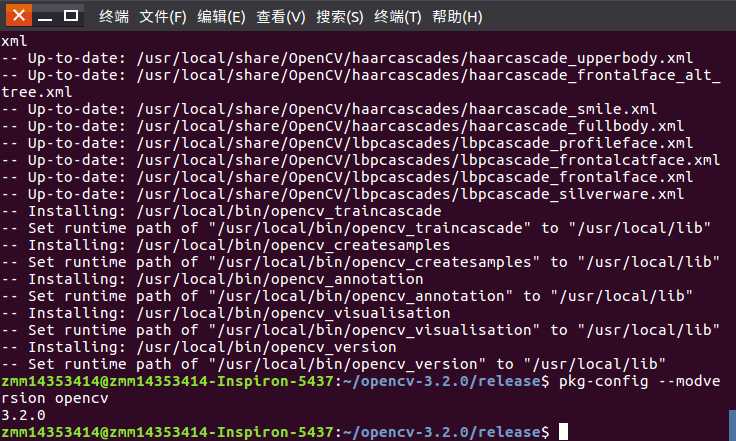 终端 文件(F) 编辑(E) 查看(V) 搜索(S) 终端(T) 帮助(H)
xml
-- Up-to-date: /usr/local/share/OpenCV/haarcascades/haarcascade_upperbody.xml
-- Up-to-date: /usr/local/share/OpenCV/haarcascades/haarcascade_frontalface_alt_
tree.xml
-- Up-to-date: /usr/local/share/OpenCV/haarcascades/haarcascade_smile.xml
-- Up-to-date: /usr/local/share/OpenCV/haarcascades/haarcascade_fullbody.xml
-- Up-to-date: /usr/local/share/OpenCV/lbpcascades/lbpcascade_profileface.xml
-- Up-to-date: /usr/local/share/OpenCV/lbpcascades/lbpcascade_frontalcatface.xml
-- Up-to-date: /usr/local/share/OpenCV/lbpcascades/lbpcascade_frontalface.xml
-- Up-to-date: /usr/local/share/OpenCV/lbpcascades/lbpcascade_silverware.xml
-- Installing: /usr/local/bin/opencv_traincascade
-- Set runtime path of "/usr/local/bin/opencv_traincascade" to "/usr/local/lib"
-- Installing: /usr/local/bin/opencv_createsamples
-- Set runtime path of "/usr/local/bin/opencv_createsamples" to "/usr/local/lib"
-- Installing: /usr/local/bin/opencv_annotation
-- Set runtime path of "/usr/local/bin/opencv_annotation" to "/usr/local/lib"
-- Installing: /usr/local/bin/opencv_visualisation
-- Set runtime path of "/usr/local/bin/opencv_visualisation" to "/usr/local/lib"
-- Installing: /usr/local/bin/opencv_version
-- Set runtime path of "/usr/local/bin/opencv_version" to "/usr/local/lib"
zmm14353414@zmm14353414-Inspiron-5437:~/opencv-3.2.0/release$ pkg-config --modve
rsion opencv
3.2.0
zmm14353414@zmm14353414-Inspiron-5437:~/opencv-3.2.0/release$